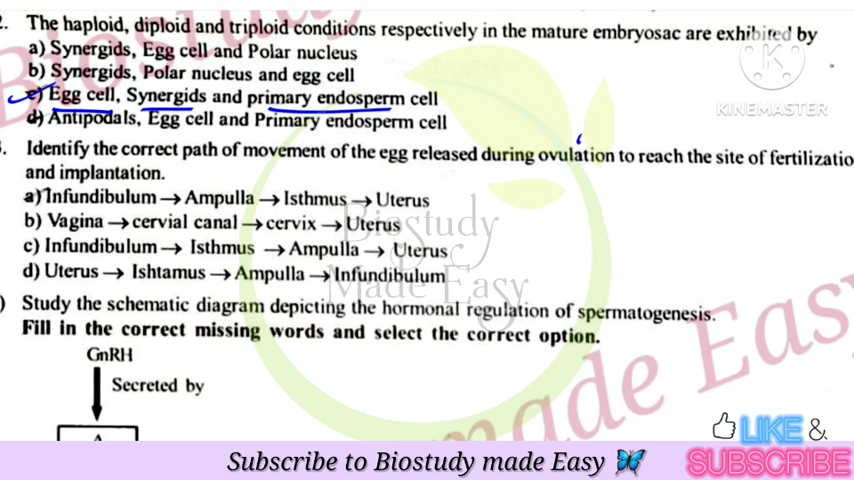 2. The haploid, diploid and triploid conditions respectively in the mature embryosac are exhibited by
a) Synergids, Egg cell and Polar nucleus
b) Synergids, Polar nucleus and egg cell
c) Egg cell, Synergids and primary endosperm cell
d) Antipodals, Egg cell and Primary endosperm cell
. Identify the correct path of movement of the egg released during ovulation to reach the site of fertilizatio
and implantation.
a) Infundibulum → Ampulla → Isthmus → Uterus
b) Vagina → cervial canal → cervix → Uterus
c) Infundibulum → Isthmus → Ampulla → Uterus
d) Uterus → Ishtamus → Ampulla → Infundibulum
) Study the schematic diagram depicting the hormonal regulation of spermatogenesis.
Fill in the correct missing words and select the correct option.
GnRH
Secreted by
A
KINEMASTER
Biostudy
Made Easy
Biostudy
made Easy
LIKE &
SUBSCRIBE
Subscribe to Biostudy made Easy 🦋